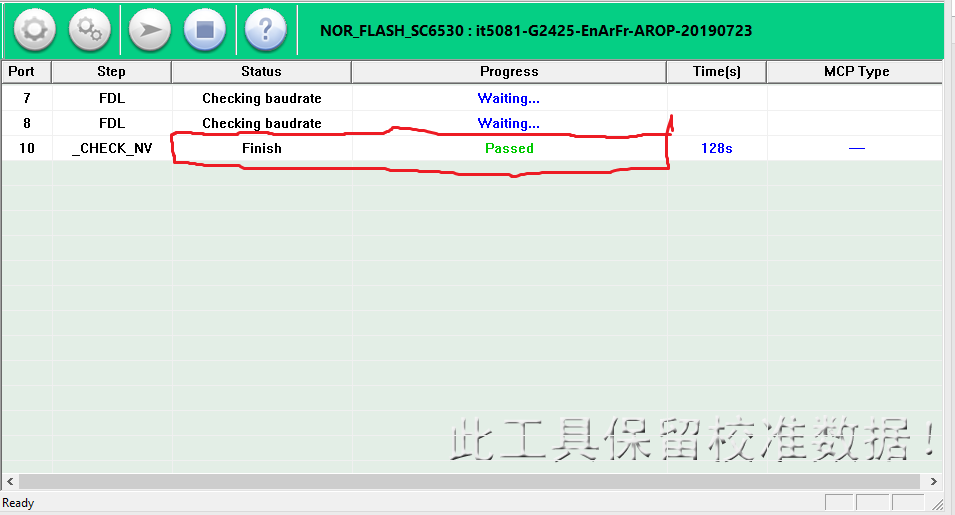 NOR_FLASH_SC6530 : it5081-G2425-EnArFr-AROP-20190723
Port Step Status Progress Time(s) MCP Type
7 FDL Checking baudrate Waiting...
8 FDL Checking baudrate Waiting...
10 _CHECK_NV Finish Passed 128s —
此工具保留校准数据！
Ready